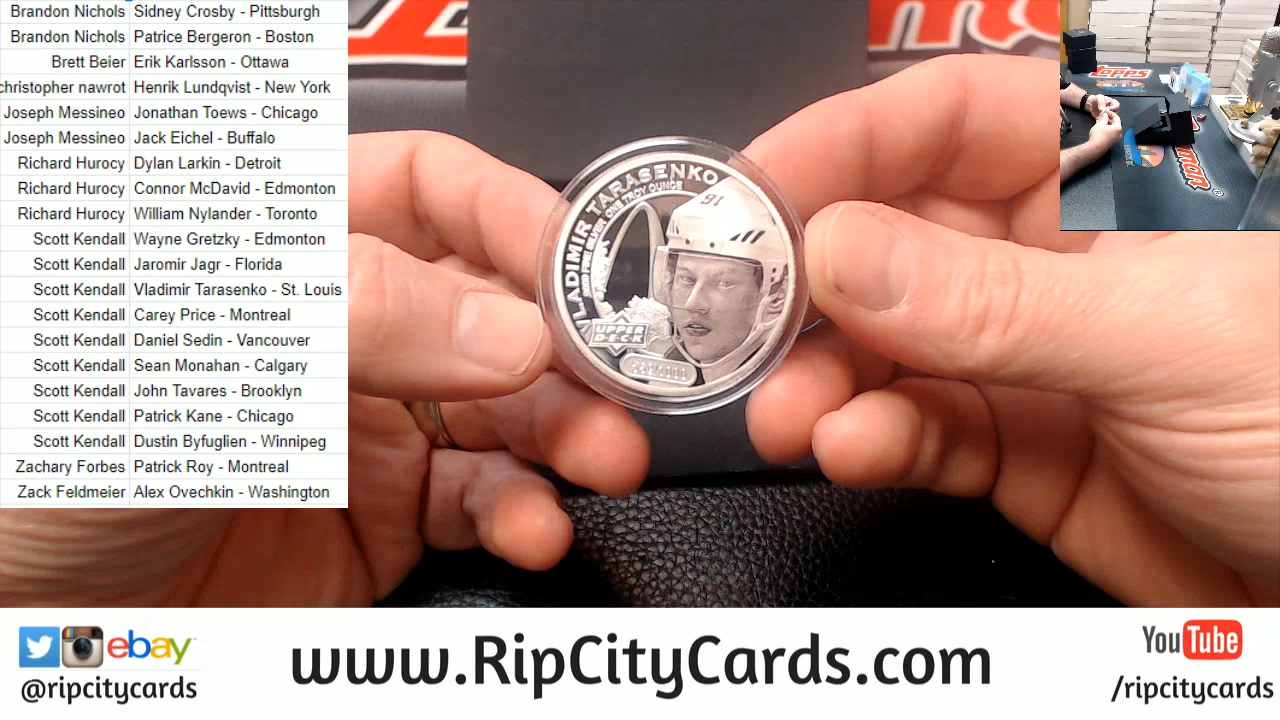 Brandon Nichols Sidney Crosby - Pittsburgh
Brandon Nichols Patrice Bergeron - Boston
Brett Beier Erik Karlsson - Ottawa
christopher nawrot Henrik Lundqvist - New York
Joseph Messineo Jonathan Toews - Chicago
Joseph Messineo Jack Eichel - Buffalo
Richard Hurocy Dylan Larkin - Detroit
Richard Hurocy Connor McDavid - Edmonton
Richard Hurocy William Nylander - Toronto
Scott Kendall Wayne Gretzky - Edmonton
Scott Kendall Jaromir Jagr - Florida
Scott Kendall Vladimir Tarasenko - St. Louis
Scott Kendall Carey Price - Montreal
Scott Kendall Daniel Sedin - Vancouver
Scott Kendall Sean Monahan - Calgary
Scott Kendall John Tavares - Brooklyn
Scott Kendall Patrick Kane - Chicago
Scott Kendall Dustin Byfuglien - Winnipeg
Zachary Forbes Patrick Roy - Montreal
Zack Feldmeier Alex Ovechkin - Washington
VLADIMIR TARASENKO
FINE SILVER ONE TROY OUNCE
91
UPPER
DECK
Topps
ebay
@ripcitycards
www.RipCityCards.com
YouTube
/ripcitycards